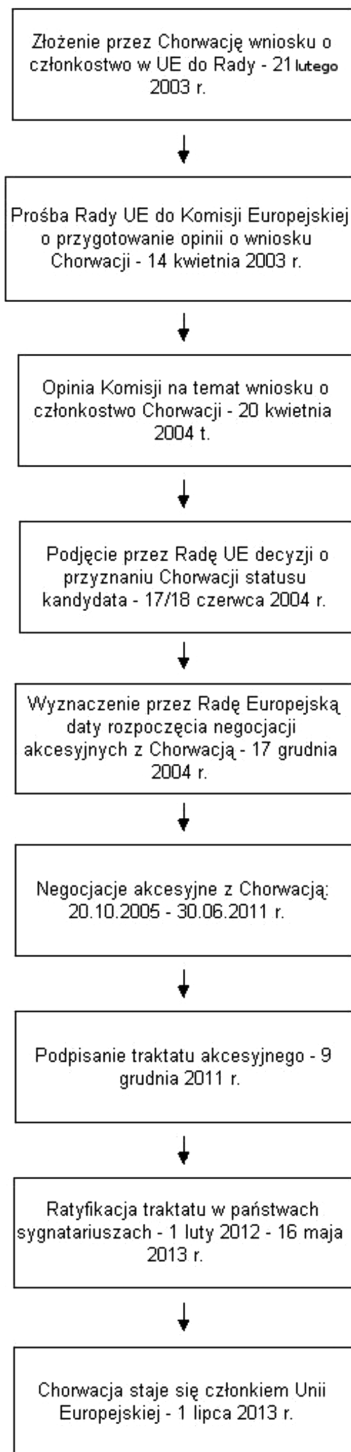 Złożenie przez Chorwację wniosku o
członkostwo w UE do Rady - 21 lutego
2003 r.
Prośba Rady UE do Komisji Europejskiej
o przygotowanie opinii o wniosku
Chorwacji - 14 kwietnia 2003 r.
Opinia Komisji na temat wniosku o
członkostwo Chorwacji - 20 kwietnia
2004 t.
Podjęcie przez Radę UE decyzji o
przyznaniu Chorwacji statusu
kandydata - 17/18 czerwca 2004 r.
Wyznaczenie przez Radę Europejską
daty rozpoczęcia negocjacji
akcesyjnych z Chorwacją - 17 grudnia
2004 r.
Negocjacje akcesyjne z Chorwacją:
20.10.2005 - 30.06.2011 r.
Podpisanie traktatu akcesyjnego - 9
grudnia 2011 r.
Ratyfikacja traktatu w państwach
sygnatariuszach - 1 luty 2012 - 16 maja
2013 r.
Chorwacja staje się członkiem Unii
Europejskiej - 1 lipca 2013 r.